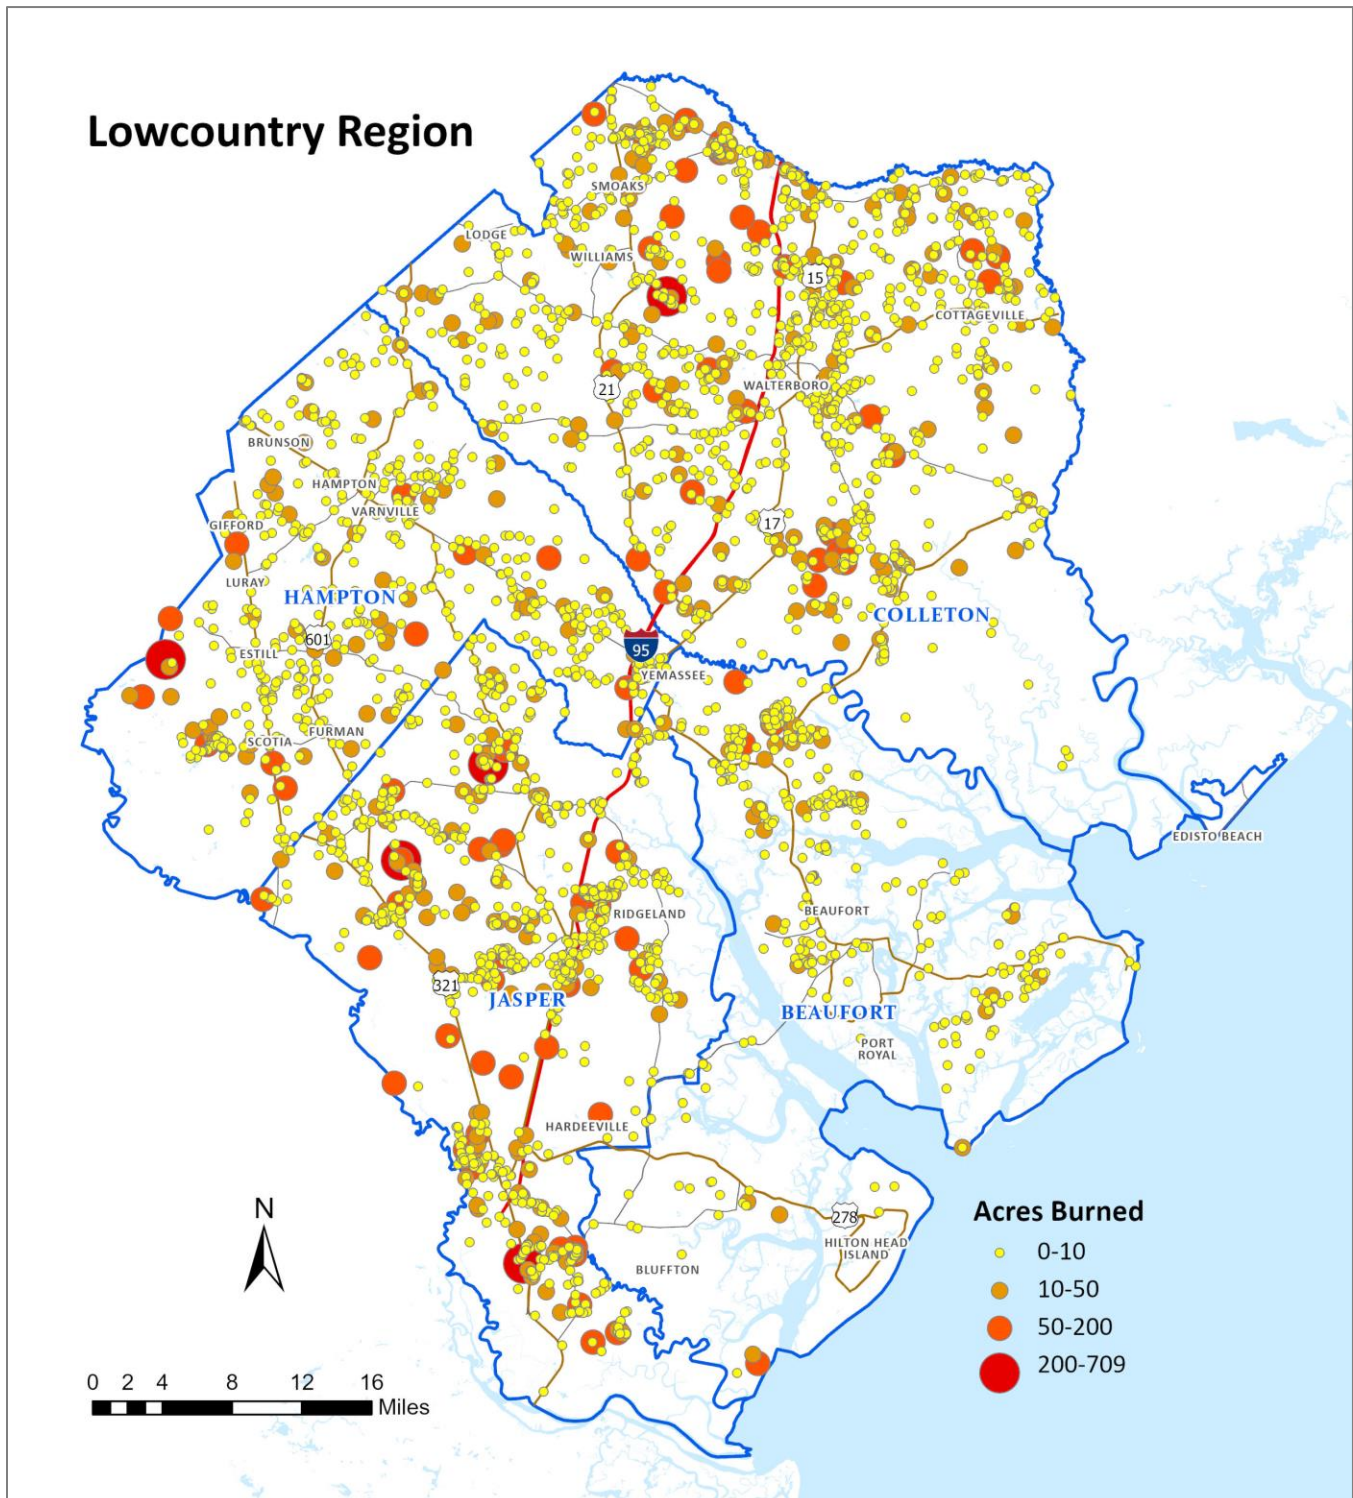 Lowcountry Region
SMOAKS
LODGE
WILLIAMS
15
COTTAGEVILLE
21
WALTERBORO
BRUNSON
HAMPTON
VARNVILLE
17
GIFFORD
LURAY
HAMPTON
COLLETON
601
95
ESTILL
YEMASSEE
FURMAN
SCOTIA
EDISTO BEACH
RIDGELAND
BEAUFORT
321
JASPER
BEAUFORT
PORT
ROYAL
HARDEEVILLE
N
278
HILTON HEAD
ISLAND
BLUFFTON
Acres Burned
0-10
10-50
50-200
200-709
0 2 4 8 12 16
Miles